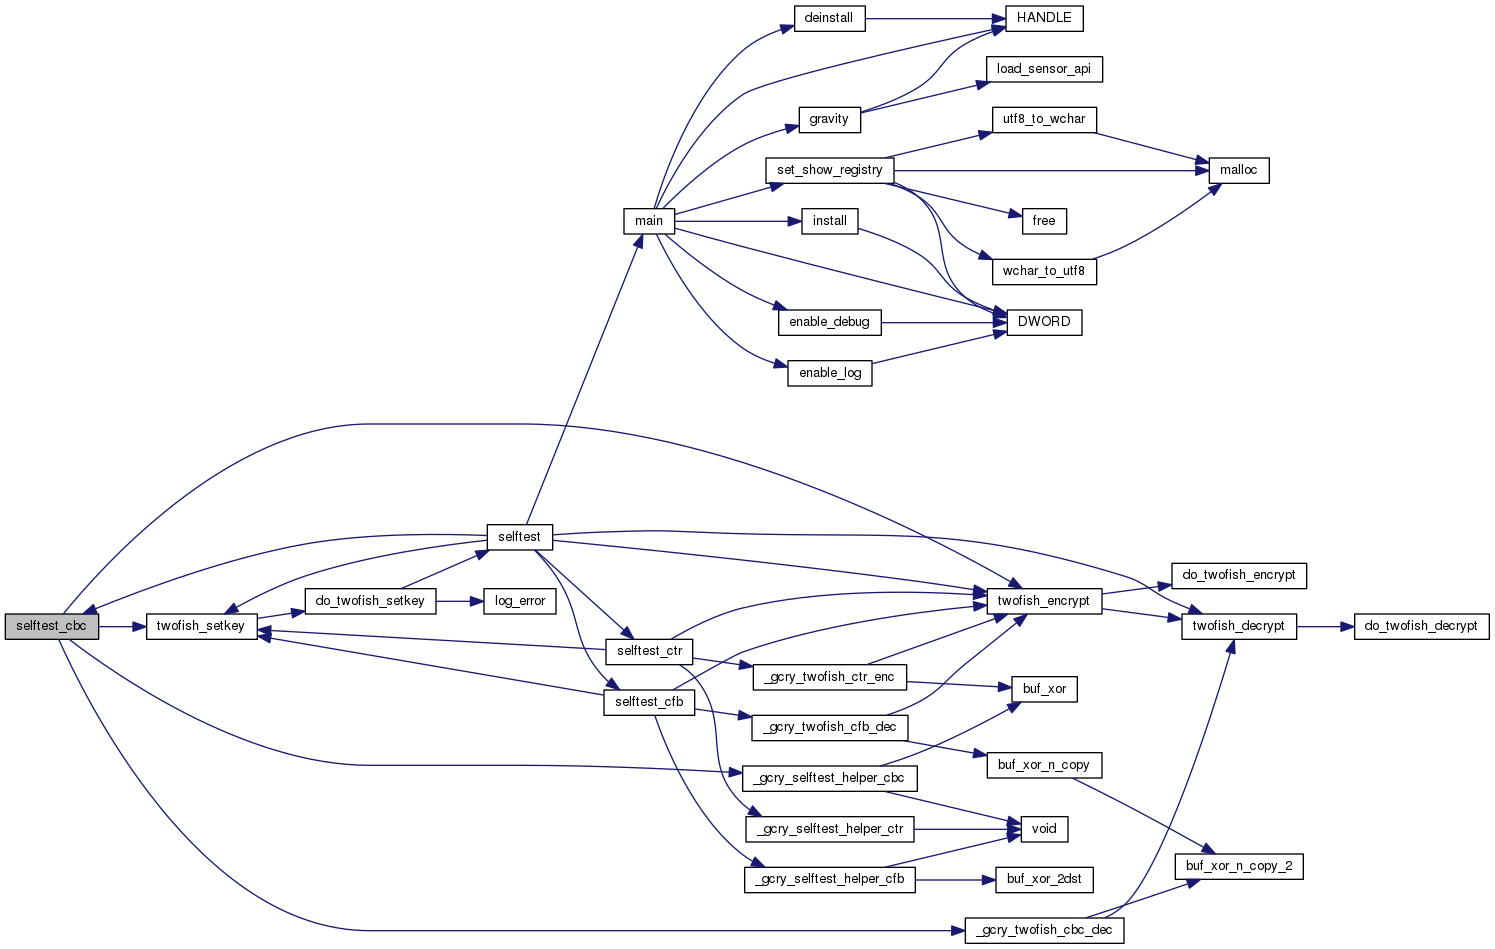 deinstall
HANDLE
load_sensor_api
gravity
utf8_to_wchar
set_show_registry
malloc
main
install
free
wchar_to_utf8
enable_debug
DWORD
enable_log
selftest
do_twofish_encrypt
do_twofish_setkey
log_error
twofish_encrypt
selftest_cbc
twofish_setkey
twofish_decrypt
do_twofish_decrypt
selftest_ctr
_gcry_twofish_ctr_enc
buf_xor
selftest_cfb
_gcry_twofish_cfb_dec
buf_xor_n_copy
_gcry_selftest_helper_cbc
_gcry_selftest_helper_ctr
void
buf_xor_n_copy_2
_gcry_selftest_helper_cfb
buf_xor_2dst
_gcry_twofish_cbc_dec